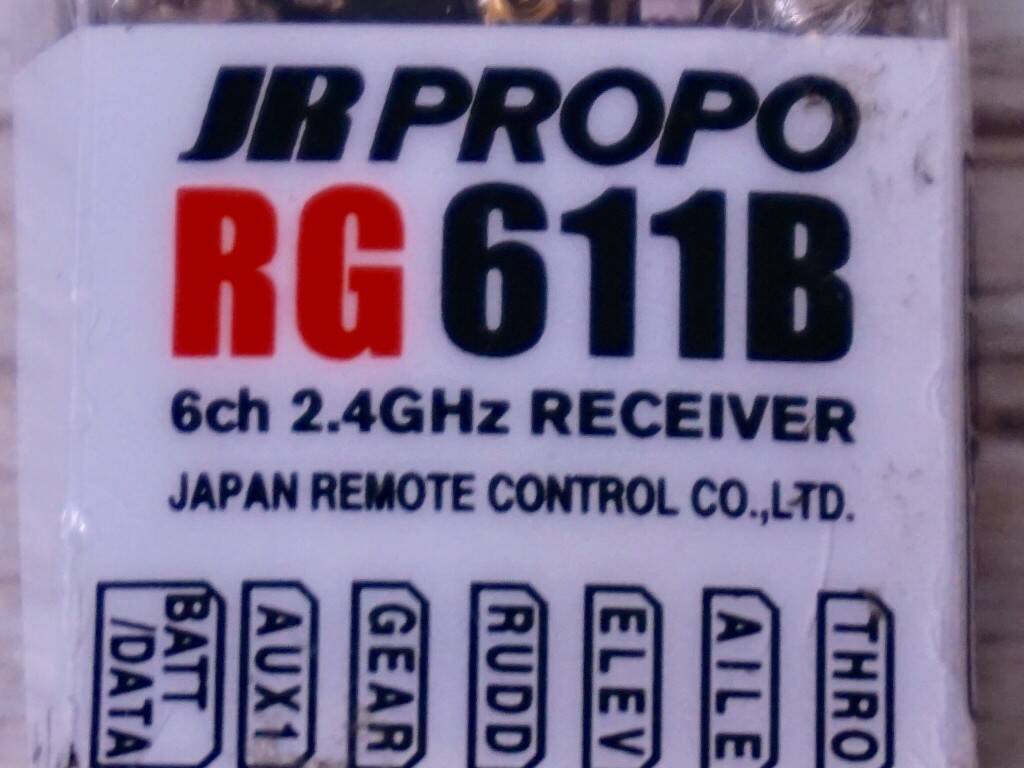 JR PROPO
RG 611B
6ch 2.4GHz RECEIVER
JAPAN REMOTE CONTROL CO.,LTD.
BATT
/DATA
AUX1
GEAR
RUDD
ELEV
AILE
THRO